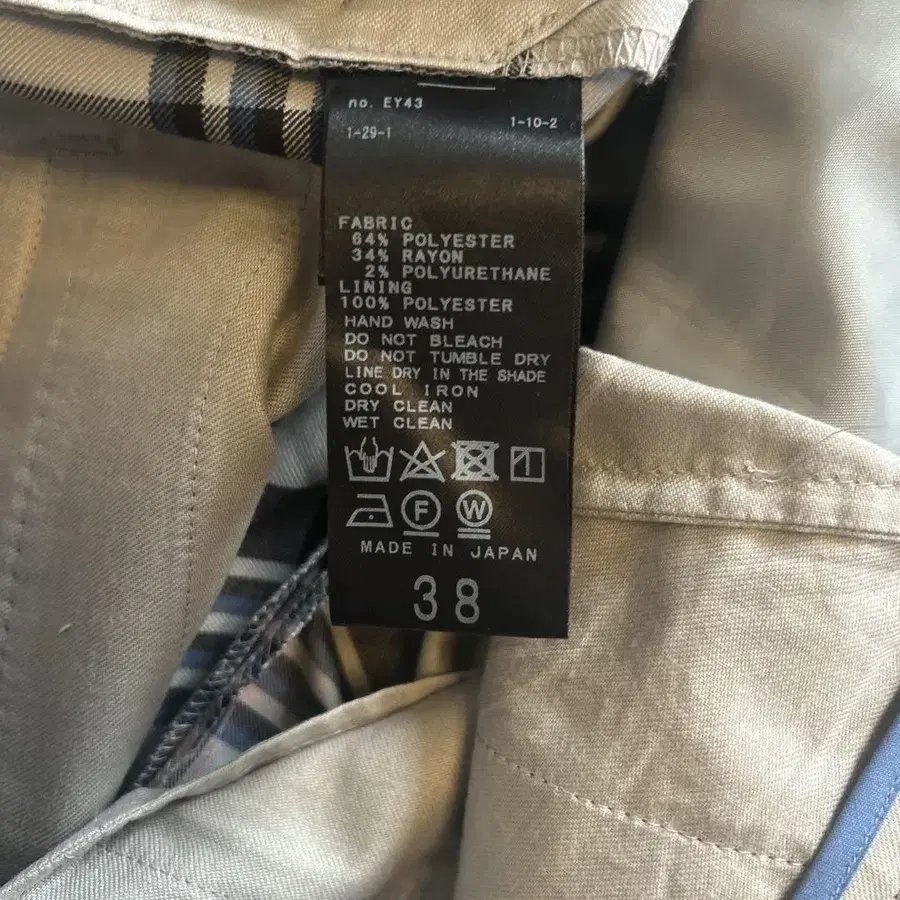 no. EY43
1-29-1 1-10-2
FABRIC
64% POLYESTER
34% RAYON
2% POLYURETHANE
LINING
100% POLYESTER
HAND WASH
DO NOT BLEACH
DO NOT TUMBLE DRY
LINE DRY IN THE SHADE
COOL IRON
DRY CLEAN
WET CLEAN
F W
MADE IN JAPAN
38